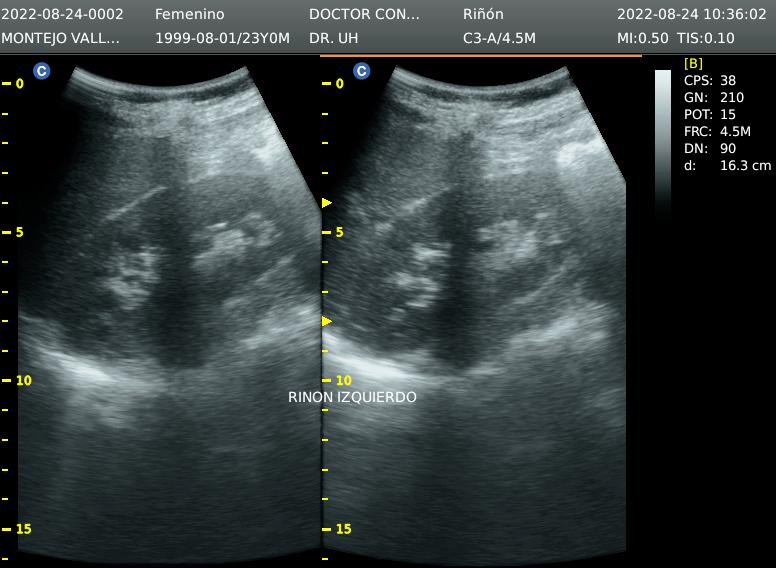 2022-08-24-0002 Femenino DOCTOR CON... Riñón 2022-08-24 10:36:02
MONTEJO VALL... 1999-08-01/23Y0M DR. UH C3-A/4.5M MI:0.50 TIS:0.10
C C [B]
0 0 CPS: 38
GN: 210
POT: 15
FRC: 4.5M
DN: 90
d: 16.3 cm
5 5
10 10
RINON IZQUIERDO
15 15